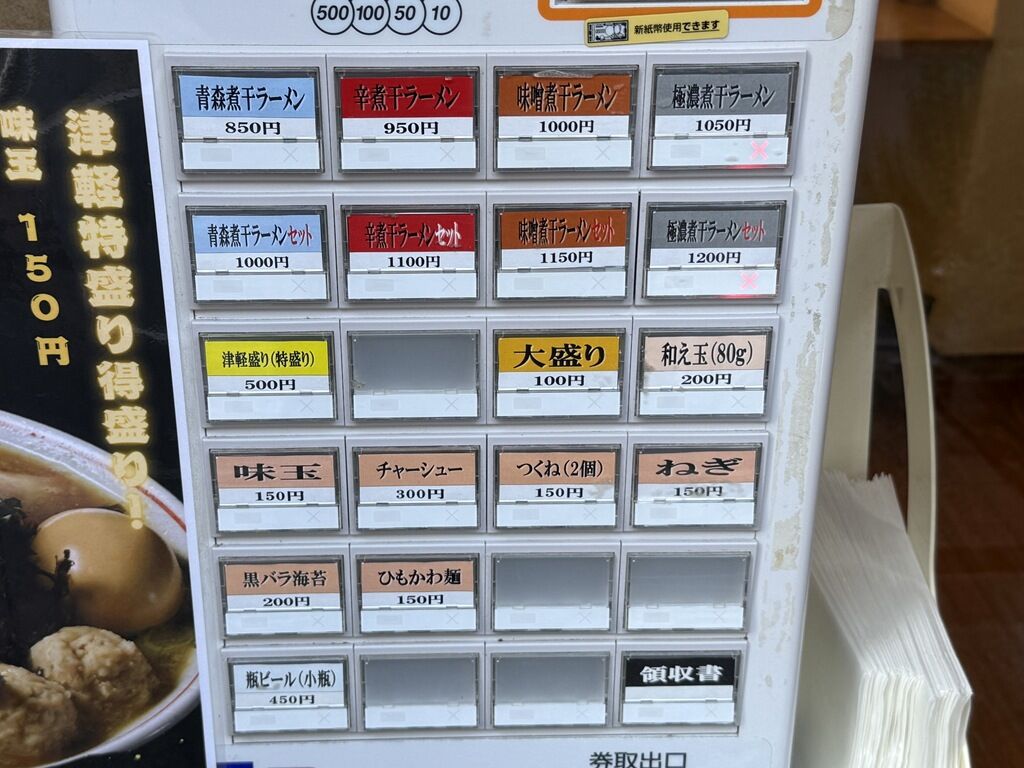 500 100 50 10
新紙幣使用できます
青森煮干ラーメン
850円
辛煮干ラーメン
950円
味噌煮干ラーメン
1000円
極濃煮干ラーメン
1050円
青森煮干ラーメンセット
1000円
辛煮干ラーメンセット
1100円
味噌煮干ラーメンセット
1150円
極濃煮干ラーメンセット
1200円
津軽盛り(特盛り)
500円
大盛り
100円
和え玉(80g)
200円
味玉
150円
チャーシュー
300円
つくね(2個)
150円
ねぎ
150円
黒バラ海苔
200円
ひもかわ麺
150円
瓶ビール(小瓶)
450円
領収書
券取出口
津軽特盛り得盛り!
味玉 150円